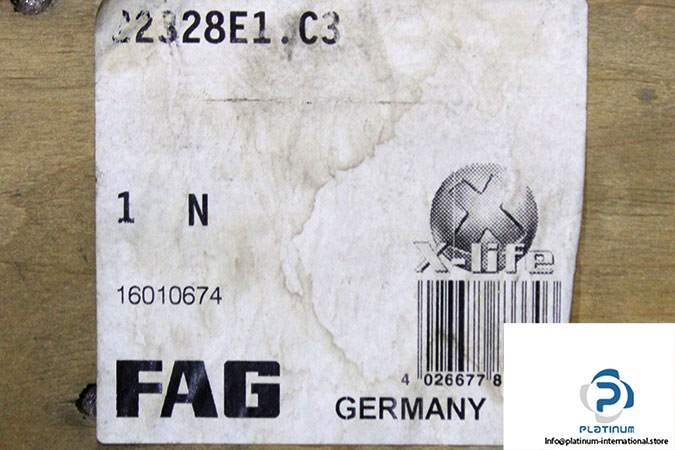 22328E1.C3
1 N
X-life
16010674
4 026677 8
FAG
GERMANY
PLATINUM
Info@platinum-international.store